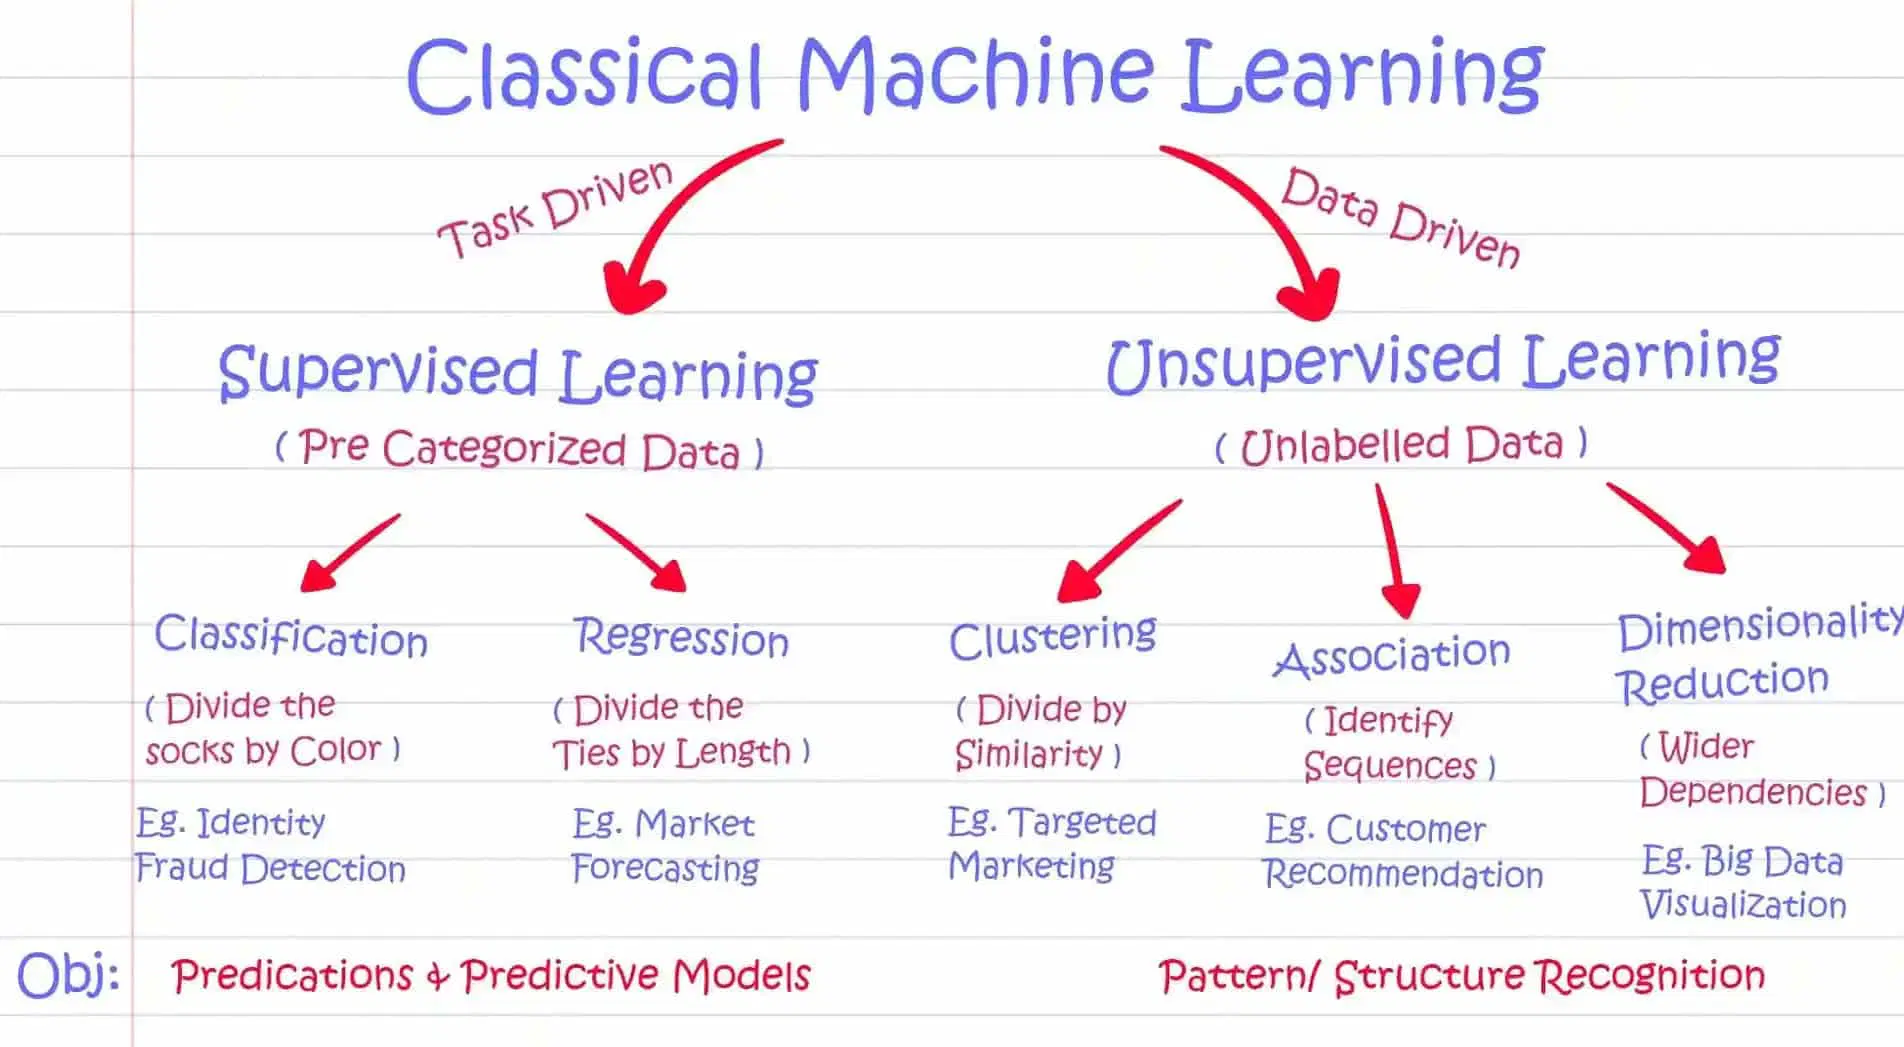 Classical Machine Learning
Task Driven
Data Driven
Supervised Learning
( Pre Categorized Data )
Unsupervised Learning
( Unlabelled Data )
Classification
( Divide the
socks by Color )
Eg. Identity
Fraud Detection
Regression
( Divide the
Ties by Length )
Eg. Market
Forecasting
Clustering
( Divide by
Similarity )
Eg. Targeted
Marketing
Association
( Identify
Sequences )
Eg. Customer
Recommendation
Dimensionality
Reduction
( Wider
Dependencies )
Eg. Big Data
Visualization
Obj: Predications & Predictive Models
Pattern/ Structure Recognition